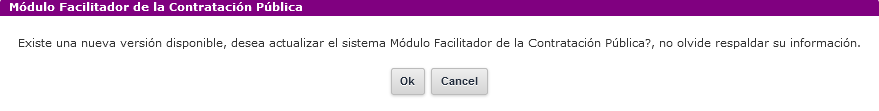 Módulo Facilitador de la Contratación Pública
Existe una nueva versión disponible, desea actualizar el sistema Módulo Facilitador de la Contratación Pública?, no olvide respaldar su información.
Ok Cancel